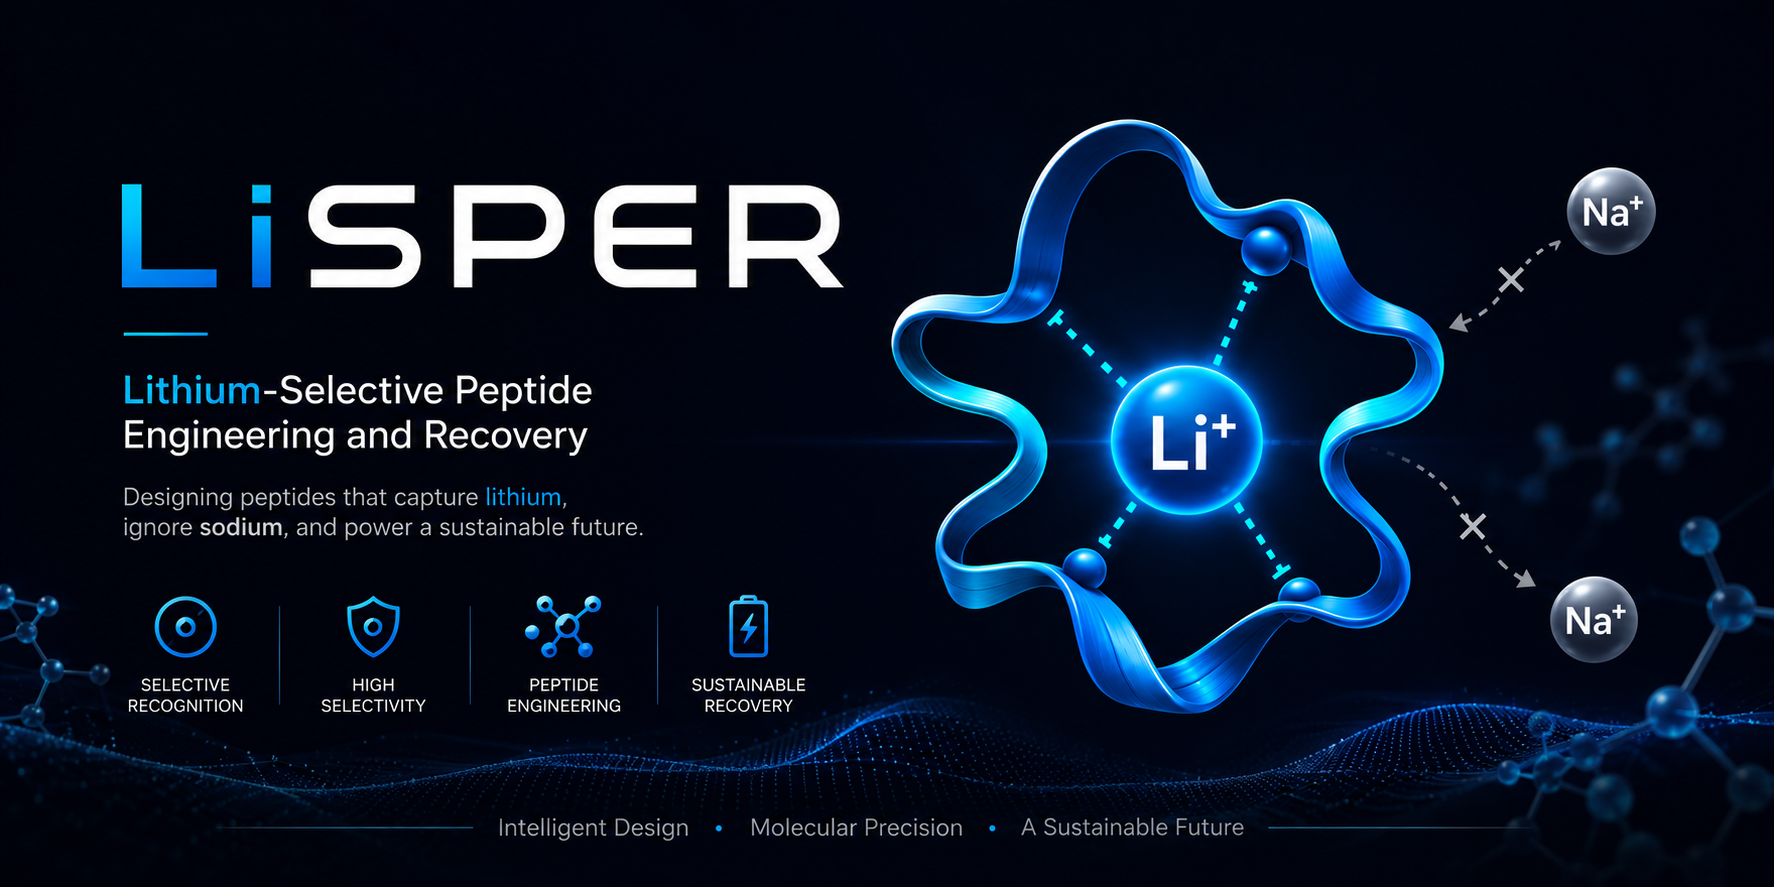 LiSPER
Lithium-Selective Peptide
Engineering and Recovery
Designing peptides that capture lithium,
ignore sodium, and power a sustainable future.
SELECTIVE
RECOGNITION
HIGH
SELECTIVITY
PEPTIDE
ENGINEERING
SUSTAINABLE
RECOVERY
Na⁺
Li⁺
Na⁺
Intelligent Design • Molecular Precision • A Sustainable Future